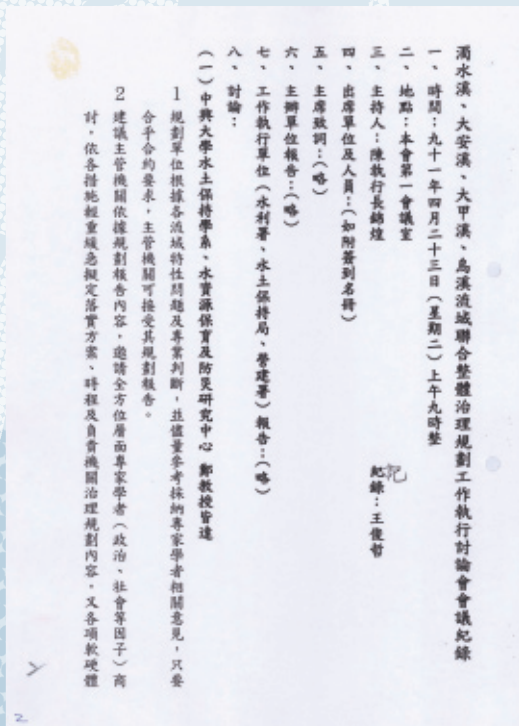 濁水溪、大安溪、大甲溪、烏溪流域聯合整體治理規劃工作執行討論會會議紀錄
一、時間：九十一年四月二十三日（星期二）上午九時整
二、地點：本會第一會議室
三、主持人：陳執行長錦煌
紀錄：王俊哲
記
四、出席單位及人員：（如附簽到名冊）
五、主席致詞：（略）
六、主辦單位報告：（略）
七、工作執行單位（水利署、水土保持局、營建署）報告：（略）
八、討論：
（一）中興大學水土保持學系、水資源保育及防災研究中心 鄭教授皆達
1 規劃單位根據各流域特性問題及專業判斷，並儘量參考採納專家學者相關意見，只要
合乎合約要求，主管機關可接受其規劃報告。
2 建議主管機關依據規劃報告內容，邀請全方位層面專家學者（政治、社會等因子）商
討，依各措施輕重緩急擬定落實方案、時程及負責機關治理規劃內容。又各項軟硬體
2